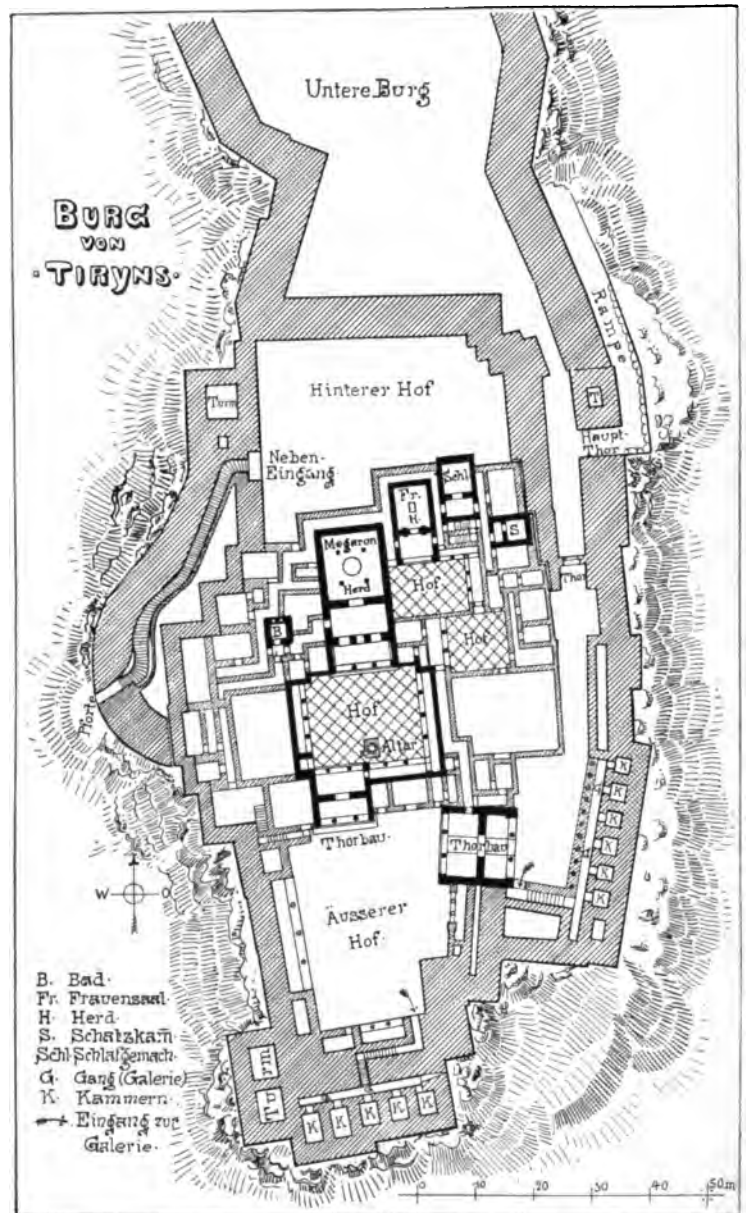 Untere Burg
BURG
VON
·TIRYNS·
Rampe
Hinterer Hof
Turm
T
Haupt-
Thor
Neben-
Eingang
Schl.
Fr.
H.
S
Megaron
Herd
Hof
Thor
B
Hof
Pforte
Hof
Altar
K
K
K
K
K
K
Thorbau
Thorbau
W O
Äusserer
Hof.
B. Bad.
Fr. Frauensaal.
H. Herd
S. Schatzkam̄
Schl. Schlafgemach.
G. Gang (Galerie)
K Kammern.
Eingang zur
Galerie.
Turm
K K K K K
0 10 20 30 40 50m